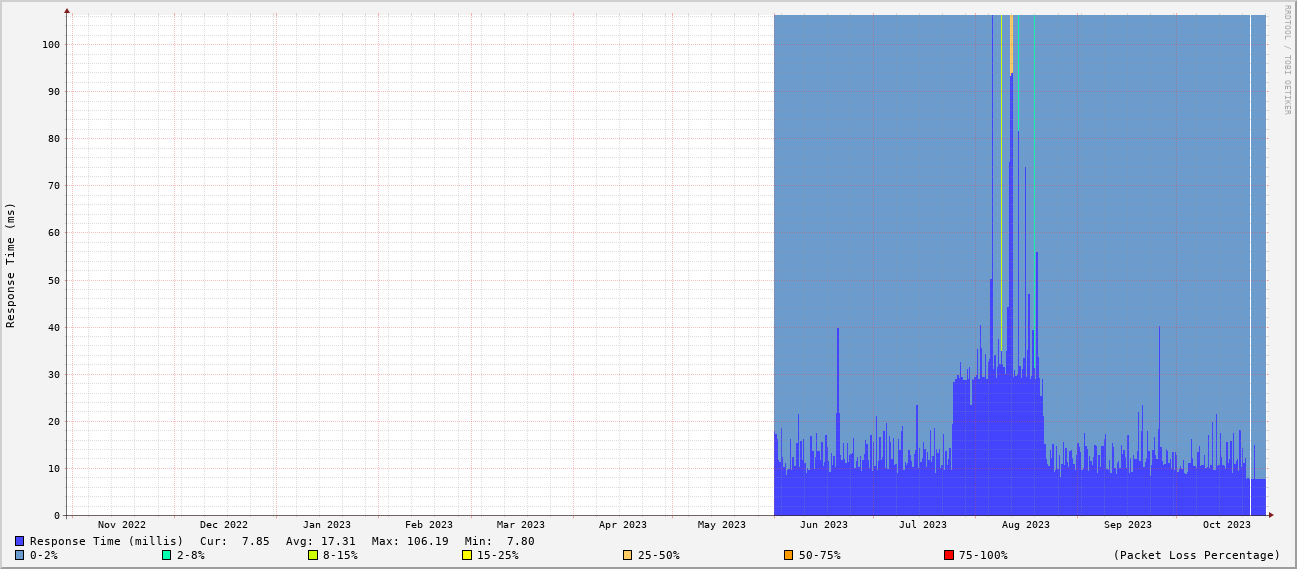 RRDTOOL / TOBI OETIKER
Response Time (ms)
100
90
80
70
60
50
40
30
20
10
0
Nov 2022 Dec 2022 Jan 2023 Feb 2023 Mar 2023 Apr 2023 May 2023 Jun 2023 Jul 2023 Aug 2023 Sep 2023 Oct 2023
Response Time (millis) Cur: 7.85 Avg: 17.31 Max: 106.19 Min: 7.80
0-2% 2-8% 8-15% 15-25% 25-50% 50-75% 75-100% (Packet Loss Percentage)